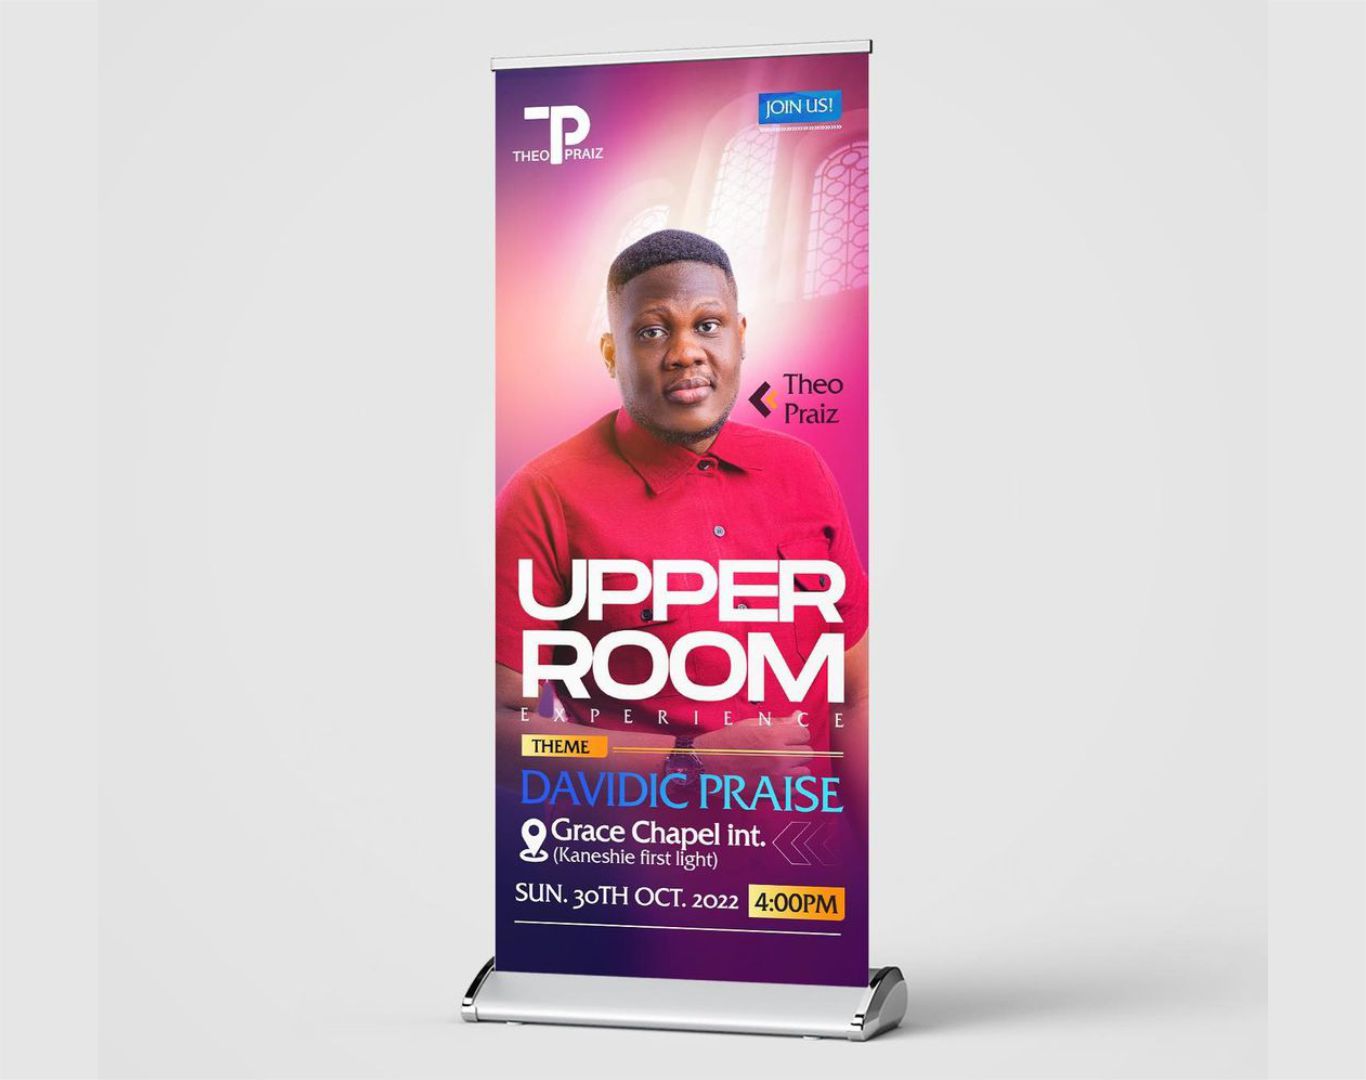 JOIN US!
THEO PRAIZ
Theo
Praiz
UPPER
ROOM
EXPERIENCE
THEME
DAVIDIC PRAISE
Grace Chapel int.
(Kaneshie first light)
SUN. 30TH OCT. 2022 4:00PM